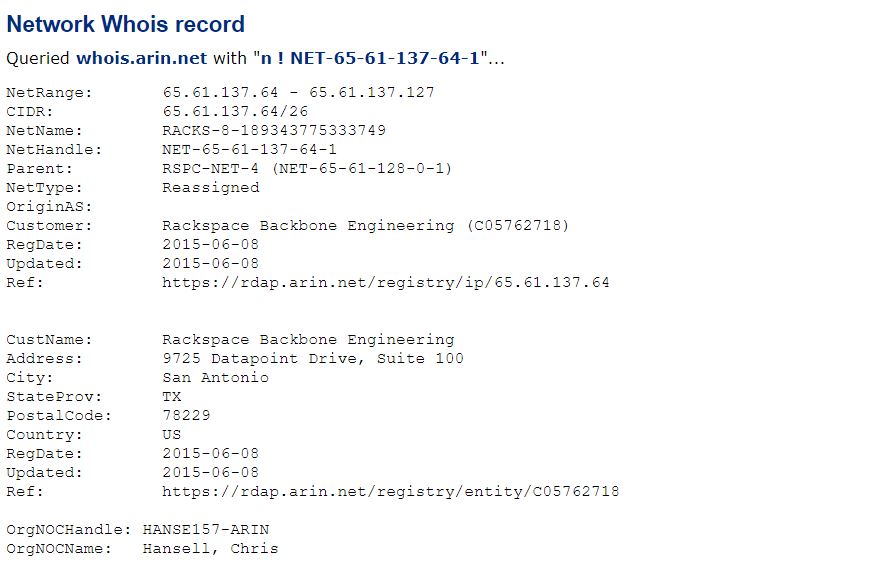 Network Whois record
Queried whois.arin.net with "n ! NET-65-61-137-64-1"...
NetRange: 65.61.137.64 - 65.61.137.127
CIDR: 65.61.137.64/26
NetName: RACKS-8-189343775333749
NetHandle: NET-65-61-137-64-1
Parent: RSPC-NET-4 (NET-65-61-128-0-1)
NetType: Reassigned
OriginAS:
Customer: Rackspace Backbone Engineering (C05762718)
RegDate: 2015-06-08
Updated: 2015-06-08
Ref: https://rdap.arin.net/registry/ip/65.61.137.64
CustName: Rackspace Backbone Engineering
Address: 9725 Datapoint Drive, Suite 100
City: San Antonio
StateProv: TX
PostalCode: 78229
Country: US
RegDate: 2015-06-08
Updated: 2015-06-08
Ref: https://rdap.arin.net/registry/entity/C05762718
OrgNOCHandle: HANSE157-ARIN
OrgNOCName: Hansell, Chris